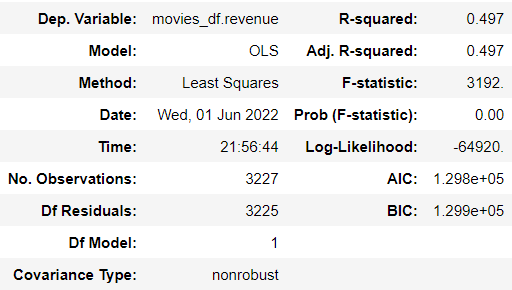 Dep. Variable: movies_df.revenue R-squared: 0.497
Model: OLS Adj. R-squared: 0.497
Method: Least Squares F-statistic: 3192.
Date: Wed, 01 Jun 2022 Prob (F-statistic): 0.00
Time: 21:56:44 Log-Likelihood: -64920.
No. Observations: 3227 AIC: 1.298e+05
Df Residuals: 3225 BIC: 1.299e+05
Df Model: 1
Covariance Type: nonrobust